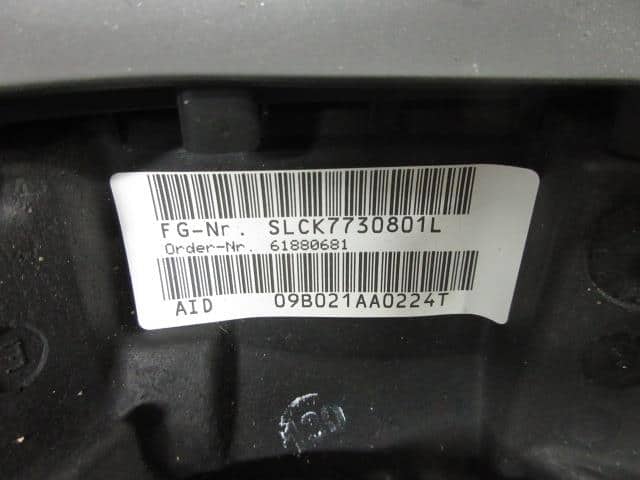 FG-Nr. SLCK7730801L
Order-Nr. 61880681
AID 09B021AA0224T